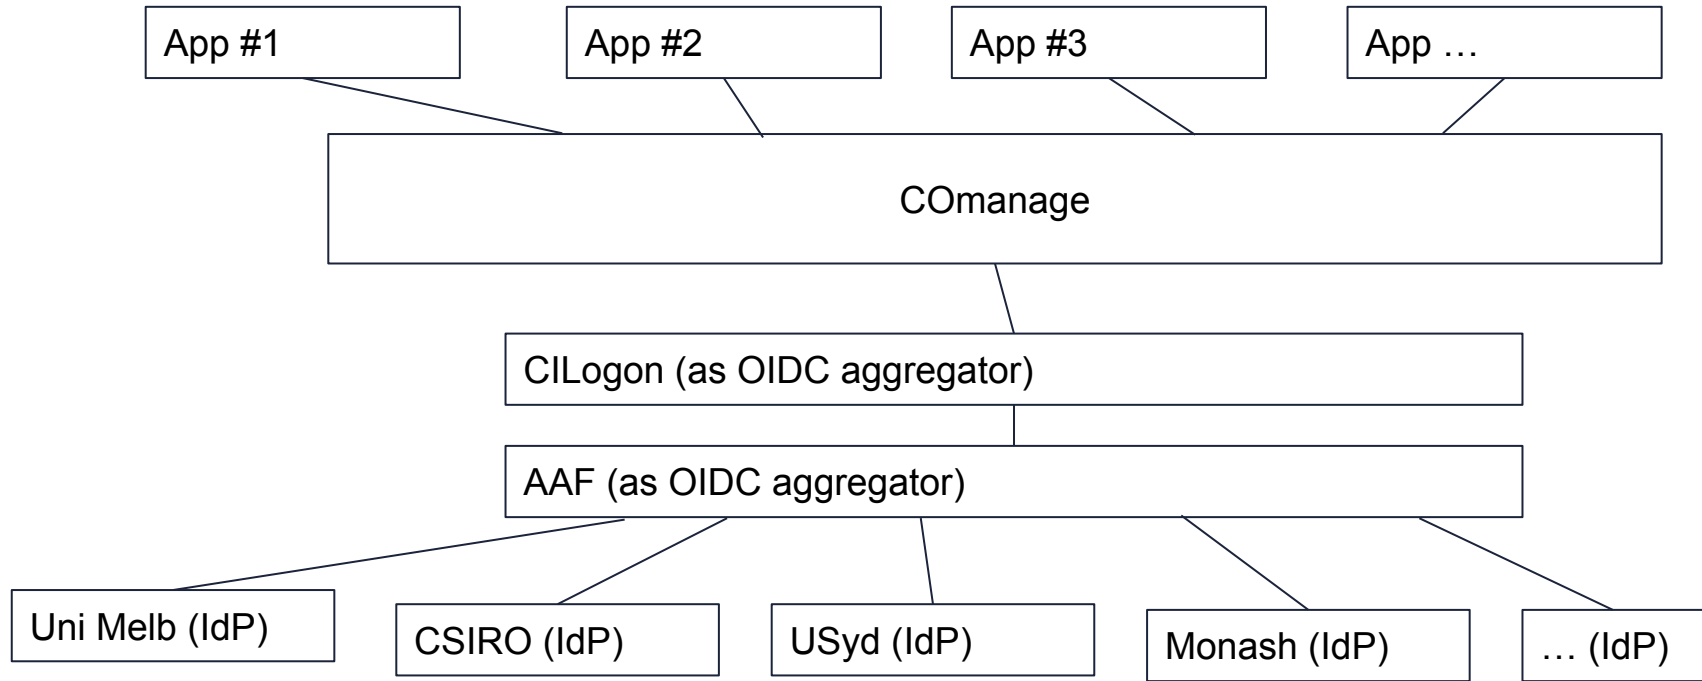 App #1
App #2
App #3
App …
COmanage
CILogon (as OIDC aggregator)
AAF (as OIDC aggregator)
Uni Melb (IdP)
CSIRO (IdP)
USyd (IdP)
Monash (IdP)
… (IdP)